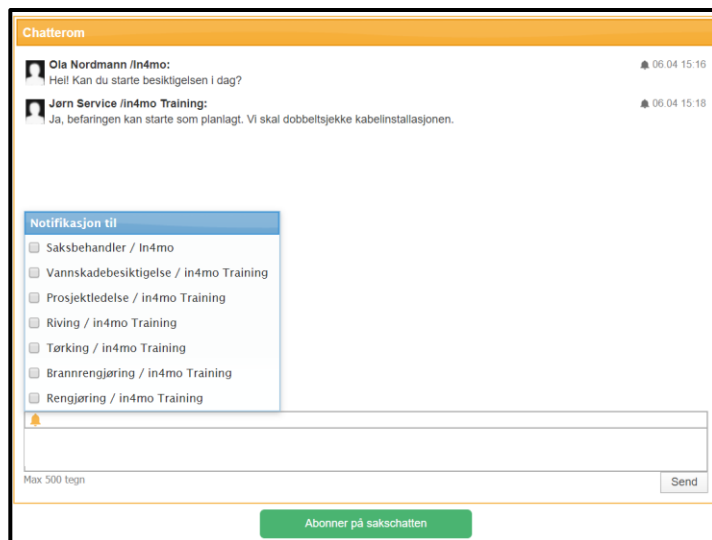 Chatterom
Ola Nordmann /In4mo:
06.04 15:16
Hei! Kan du starte besiktigelsen i dag?
Jørn Service /in4mo Training:
06.04 15:18
Ja, befaringen kan starte som planlagt. Vi skal dobbeltsjekke kabelinstallasjonen.
Notifikasjon til
Saksbehandler / In4mo
Vannskadebesiktigelse / in4mo Training
Prosjektledelse / in4mo Training
Riving / in4mo Training
Tørking / in4mo Training
Brannrengjøring / in4mo Training
Rengjøring / in4mo Training
Max 500 tegn
Send
Abonner på sakschatten